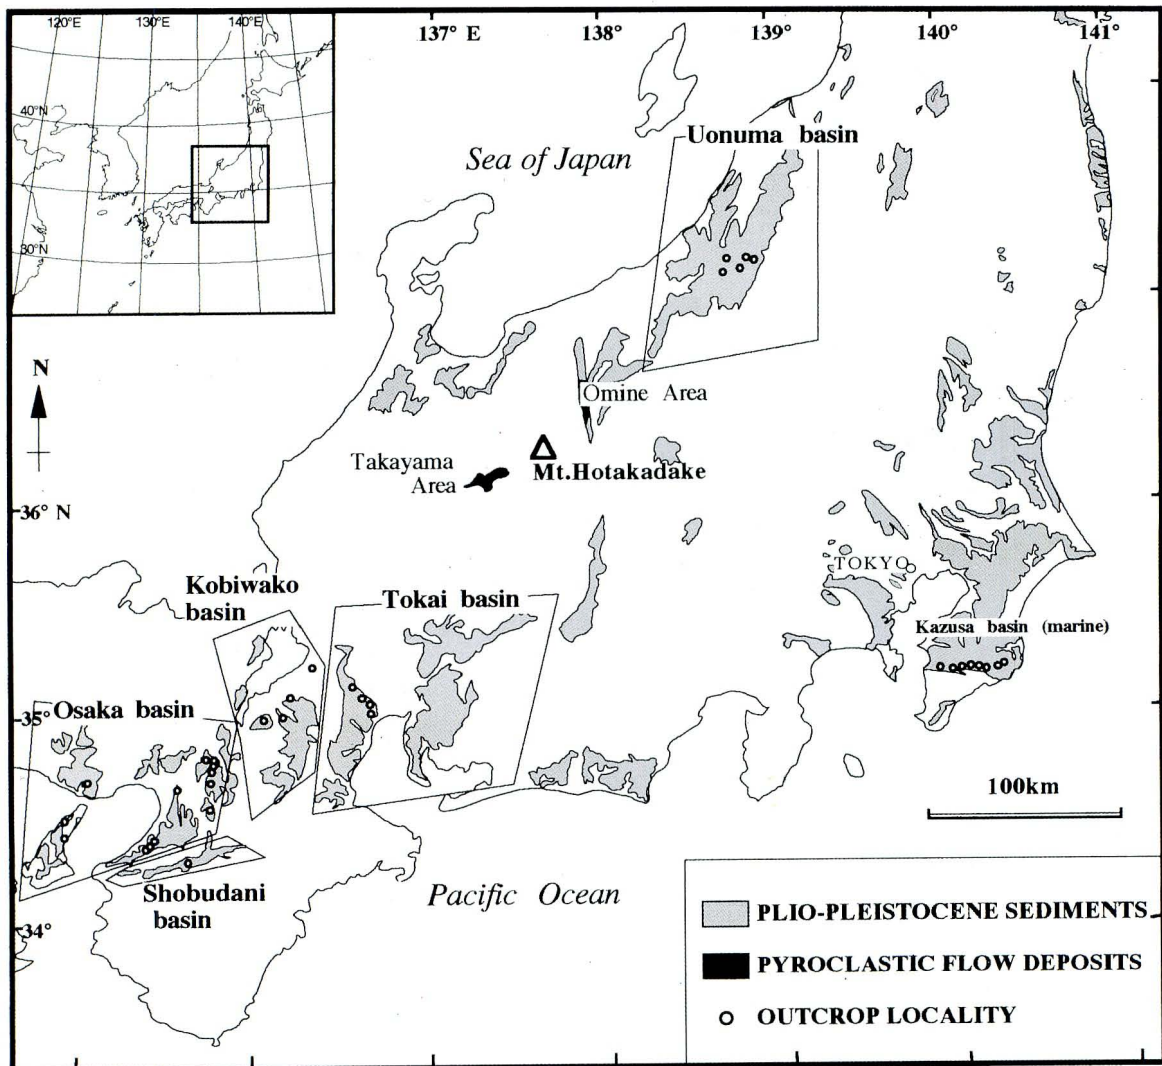 120°E
130°E
140°E
40°N
30°N
137° E
138°
139°
140°
141°
Uonuma basin
Sea of Japan
N
Omine Area
Takayama
Area
Mt.Hotakadake
36° N
TOKYO
Kobiwako
basin
Tokai basin
Kazusa basin (marine)
Osaka basin
35°
100km
Shobudani
basin
Pacific Ocean
34°
PLIO-PLEISTOCENE SEDIMENTS
PYROCLASTIC FLOW DEPOSITS
OUTCROP LOCALITY